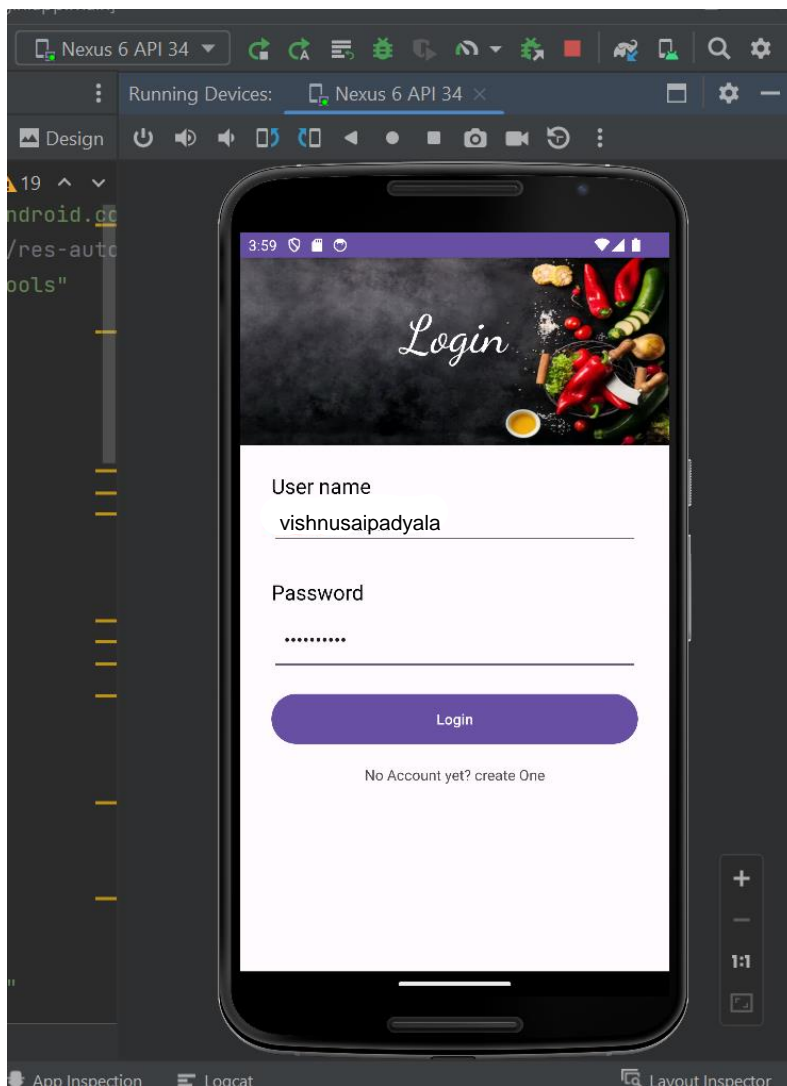 Nexus 6 API 34
Running Devices: Nexus 6 API 34
Design
19
ndroid.co
/res-auto
ools"
3:59
Login
User name
vishnusaipadyala
Password
••••••••••
Login
No Account yet? create One
1:1
"
App Inspection Logcat Layout Inspector